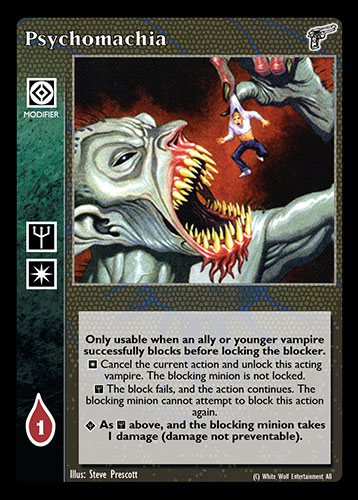 Psychomachia
MODIFIER
Only usable when an ally or younger vampire
successfully blocks before locking the blocker.
Cancel the current action and unlock this acting
vampire. The blocking minion is not locked.
The block fails, and the action continues. The
blocking minion cannot attempt to block this action
again.
As above, and the blocking minion takes
1 damage (damage not preventable).
1
Illus: Steve Prescott
(C) White Wolf Entertainment AB